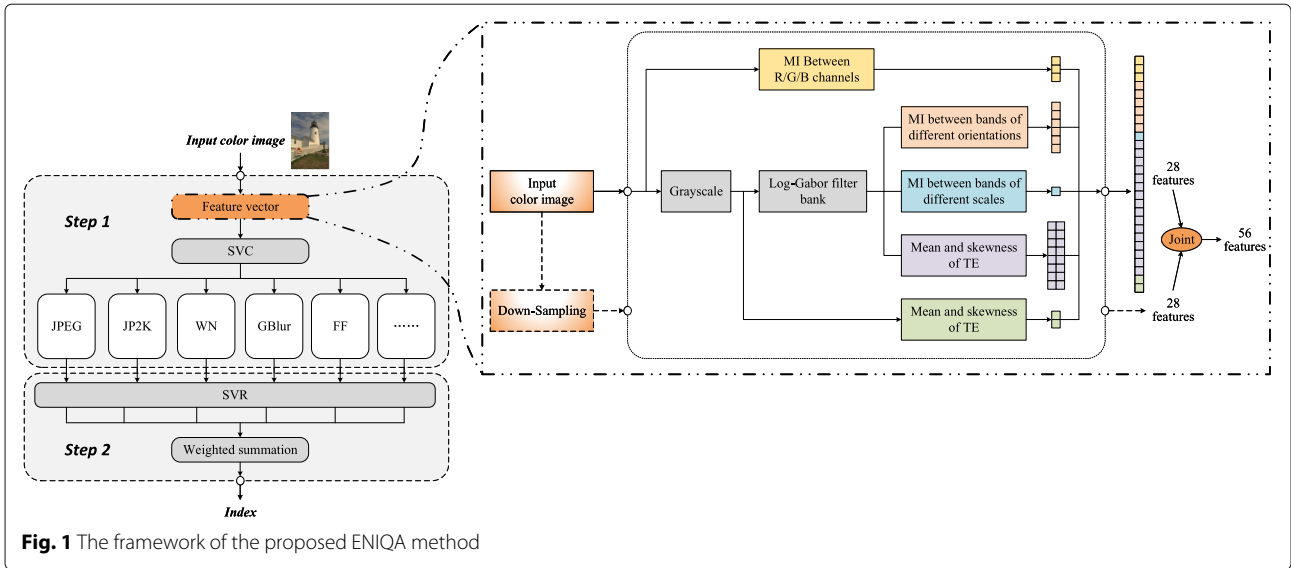 Input color image
Step 1
Feature vector
SVC
JPEG
JP2K
WN
GBlur
FF
......
SVR
Step 2
Weighted summation
Index
Input
color image
Down-Sampling
Grayscale
Log-Gabor filter
bank
MI Between
R/G/B channels
MI between bands of
different orientations
MI between bands of
different scales
Mean and skewness
of TE
Mean and skewness
of TE
28
features
Joint
56
features
28
features
Fig. 1 The framework of the proposed ENIQA method